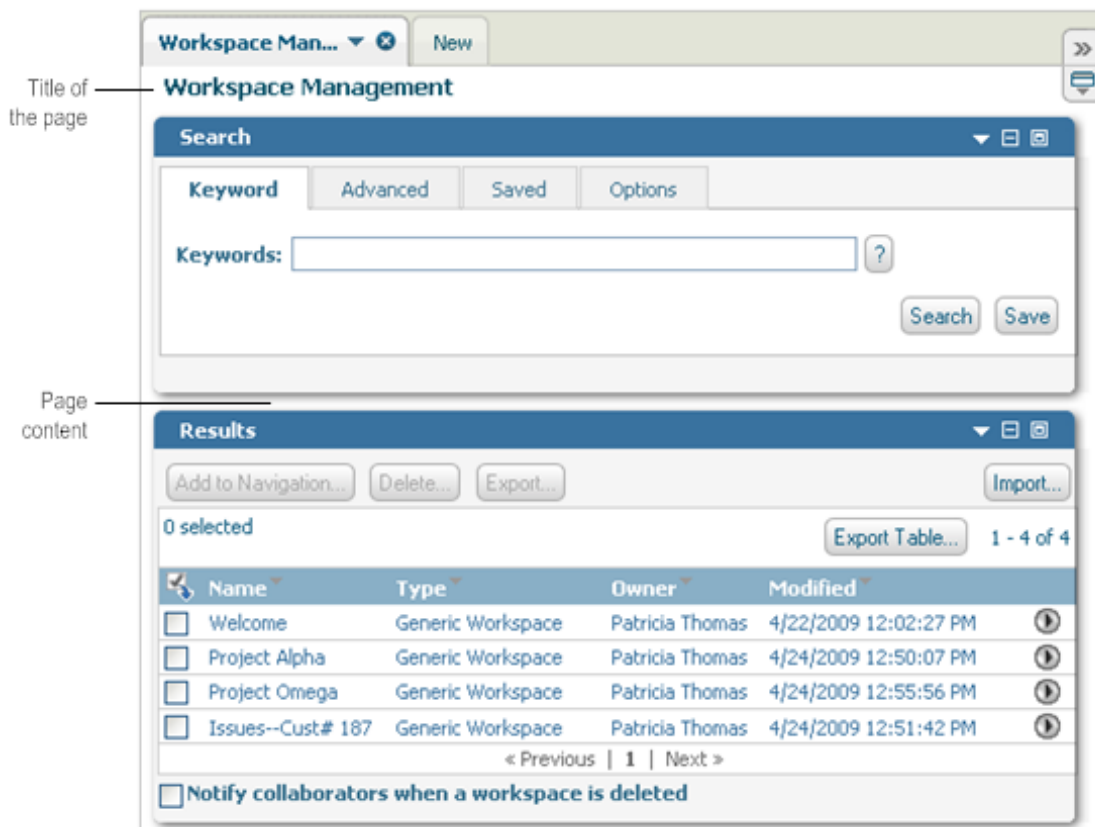 Workspace Man... New
Title of
the page
Workspace Management
Search
Keyword Advanced Saved Options
Keywords: ?
Search Save
Page
content
Results
Add to Navigation... Delete... Export... Import...
0 selected Export Table... 1 - 4 of 4
Name Type Owner Modified
Welcome Generic Workspace Patricia Thomas 4/22/2009 12:02:27 PM
Project Alpha Generic Workspace Patricia Thomas 4/24/2009 12:50:07 PM
Project Omega Generic Workspace Patricia Thomas 4/24/2009 12:55:56 PM
Issues--Cust# 187 Generic Workspace Patricia Thomas 4/24/2009 12:51:42 PM
« Previous | 1 | Next »
Notify collaborators when a workspace is deleted